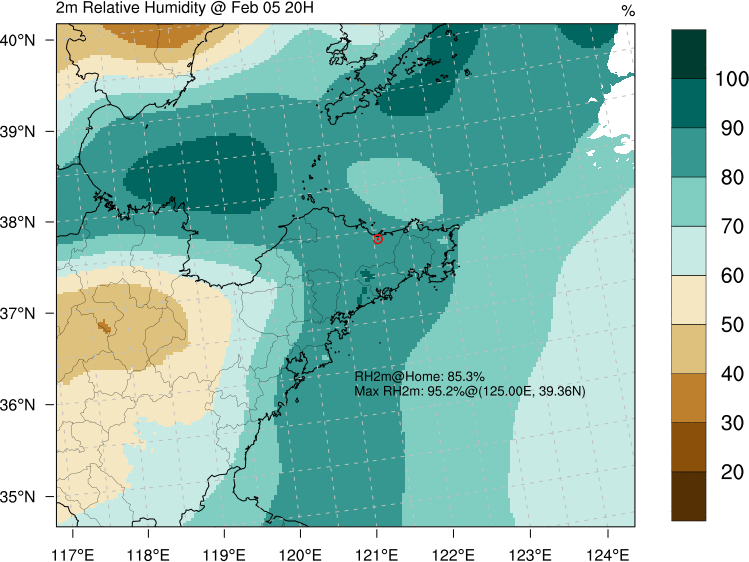 2m Relative Humidity @ Feb 05 20H
%
40°N
39°N
38°N
37°N
36°N
35°N
RH2m@Home: 85.3%
Max RH2m: 95.2%@(125.00E, 39.36N)
117°E 118°E 119°E 120°E 121°E 122°E 123°E 124°E
100
90
80
70
60
50
40
30
20